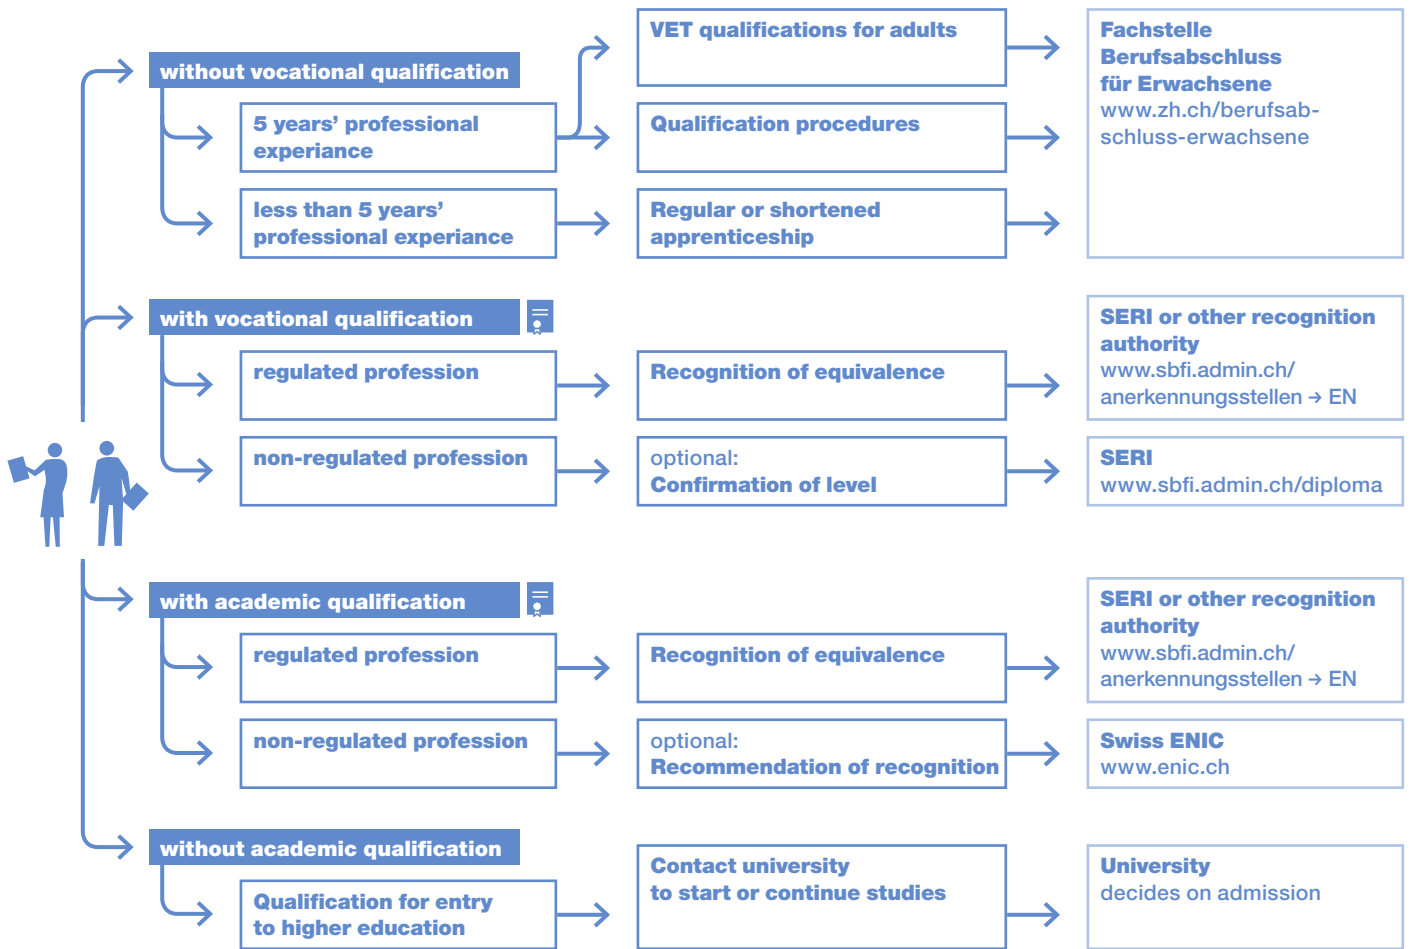 without vocational qualification
5 years’ professional
experiance
less than 5 years’
professional experiance
VET qualifications for adults
Qualification procedures
Regular or shortened
apprenticeship
Fachstelle
Berufsabschluss
für Erwachsene
www.zh.ch/berufsab-
schluss-erwachsene
with vocational qualification
regulated profession
Recognition of equivalence
SERI or other recognition
authority
www.sbfi.admin.ch/
anerkennungsstellen → EN
non-regulated profession
optional:
Confirmation of level
SERI
www.sbfi.admin.ch/diploma
with academic qualification
regulated profession
Recognition of equivalence
SERI or other recognition
authority
www.sbfi.admin.ch/
anerkennungsstellen → EN
non-regulated profession
optional:
Recommendation of recognition
Swiss ENIC
www.enic.ch
without academic qualification
Qualification for entry
to higher education
Contact university
to start or continue studies
University
decides on admission